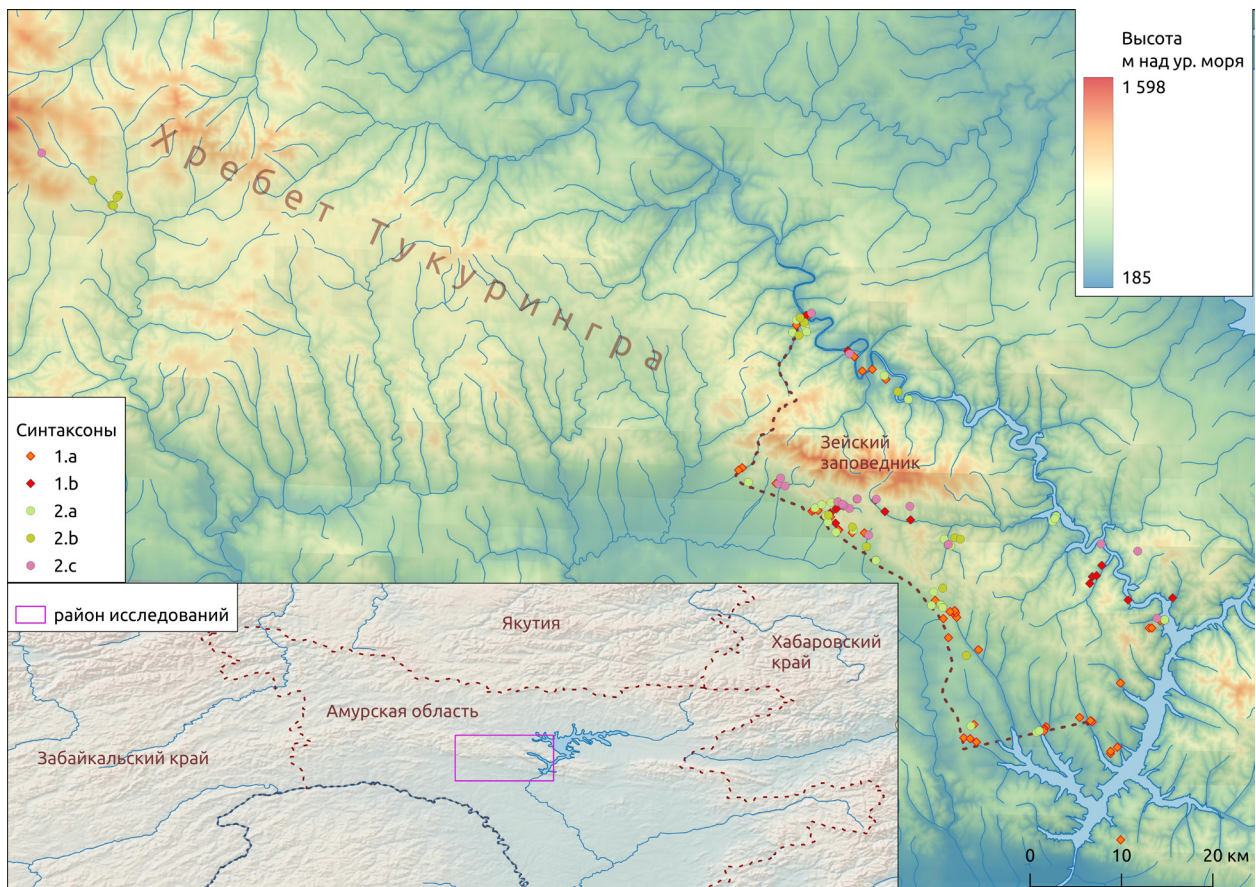 Высота
м над ур. моря
1 598
185
Хребет Тукурингра
Зейский
заповедник
Синтаксоны
1.a
1.b
2.a
2.b
2.c
район исследований
Якутия
Хабаровский
край
Амурская область
Забайкальский край
0 10 20 км